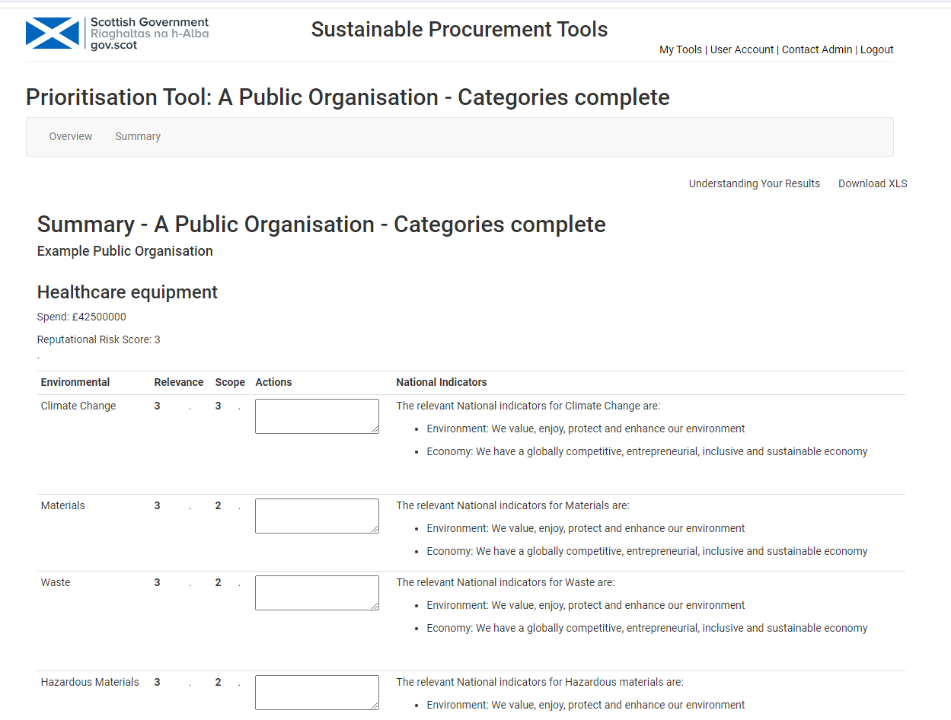 Scottish Government
Riaghaltas na h-Alba
gov.scot
Sustainable Procurement Tools
My Tools | User Account | Contact Admin | Logout
Prioritisation Tool: A Public Organisation - Categories complete
Overview Summary
Understanding Your Results Download XLS
Summary - A Public Organisation - Categories complete
Example Public Organisation
Healthcare equipment
Spend: £42500000
Reputational Risk Score: 3
.
Environmental Relevance Scope Actions National Indicators
Climate Change 3 . 3 . The relevant National indicators for Climate Change are:
• Environment: We value, enjoy, protect and enhance our environment
• Economy: We have a globally competitive, entrepreneurial, inclusive and sustainable economy
Materials 3 . 2 . The relevant National indicators for Materials are:
• Environment: We value, enjoy, protect and enhance our environment
• Economy: We have a globally competitive, entrepreneurial, inclusive and sustainable economy
Waste 3 . 2 . The relevant National indicators for Waste are:
• Environment: We value, enjoy, protect and enhance our environment
• Economy: We have a globally competitive, entrepreneurial, inclusive and sustainable economy
Hazardous Materials 3 . 2 . The relevant National indicators for Hazardous materials are:
• Environment: We value, enjoy, protect and enhance our environment